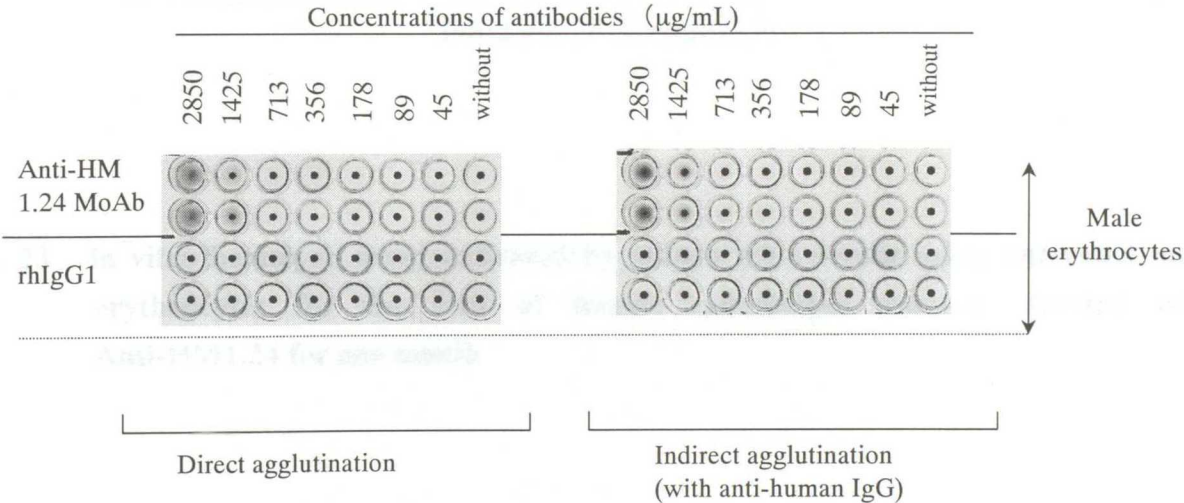 Concentrations of antibodies （μg/mL)
2850 1425 713 356 178 89 45 without
2850 1425 713 356 178 89 45 without
Anti-HM
1.24 MoAb
rhIgG1
Male
erythrocytes
Direct agglutination
Indirect agglutination
(with anti-human IgG)